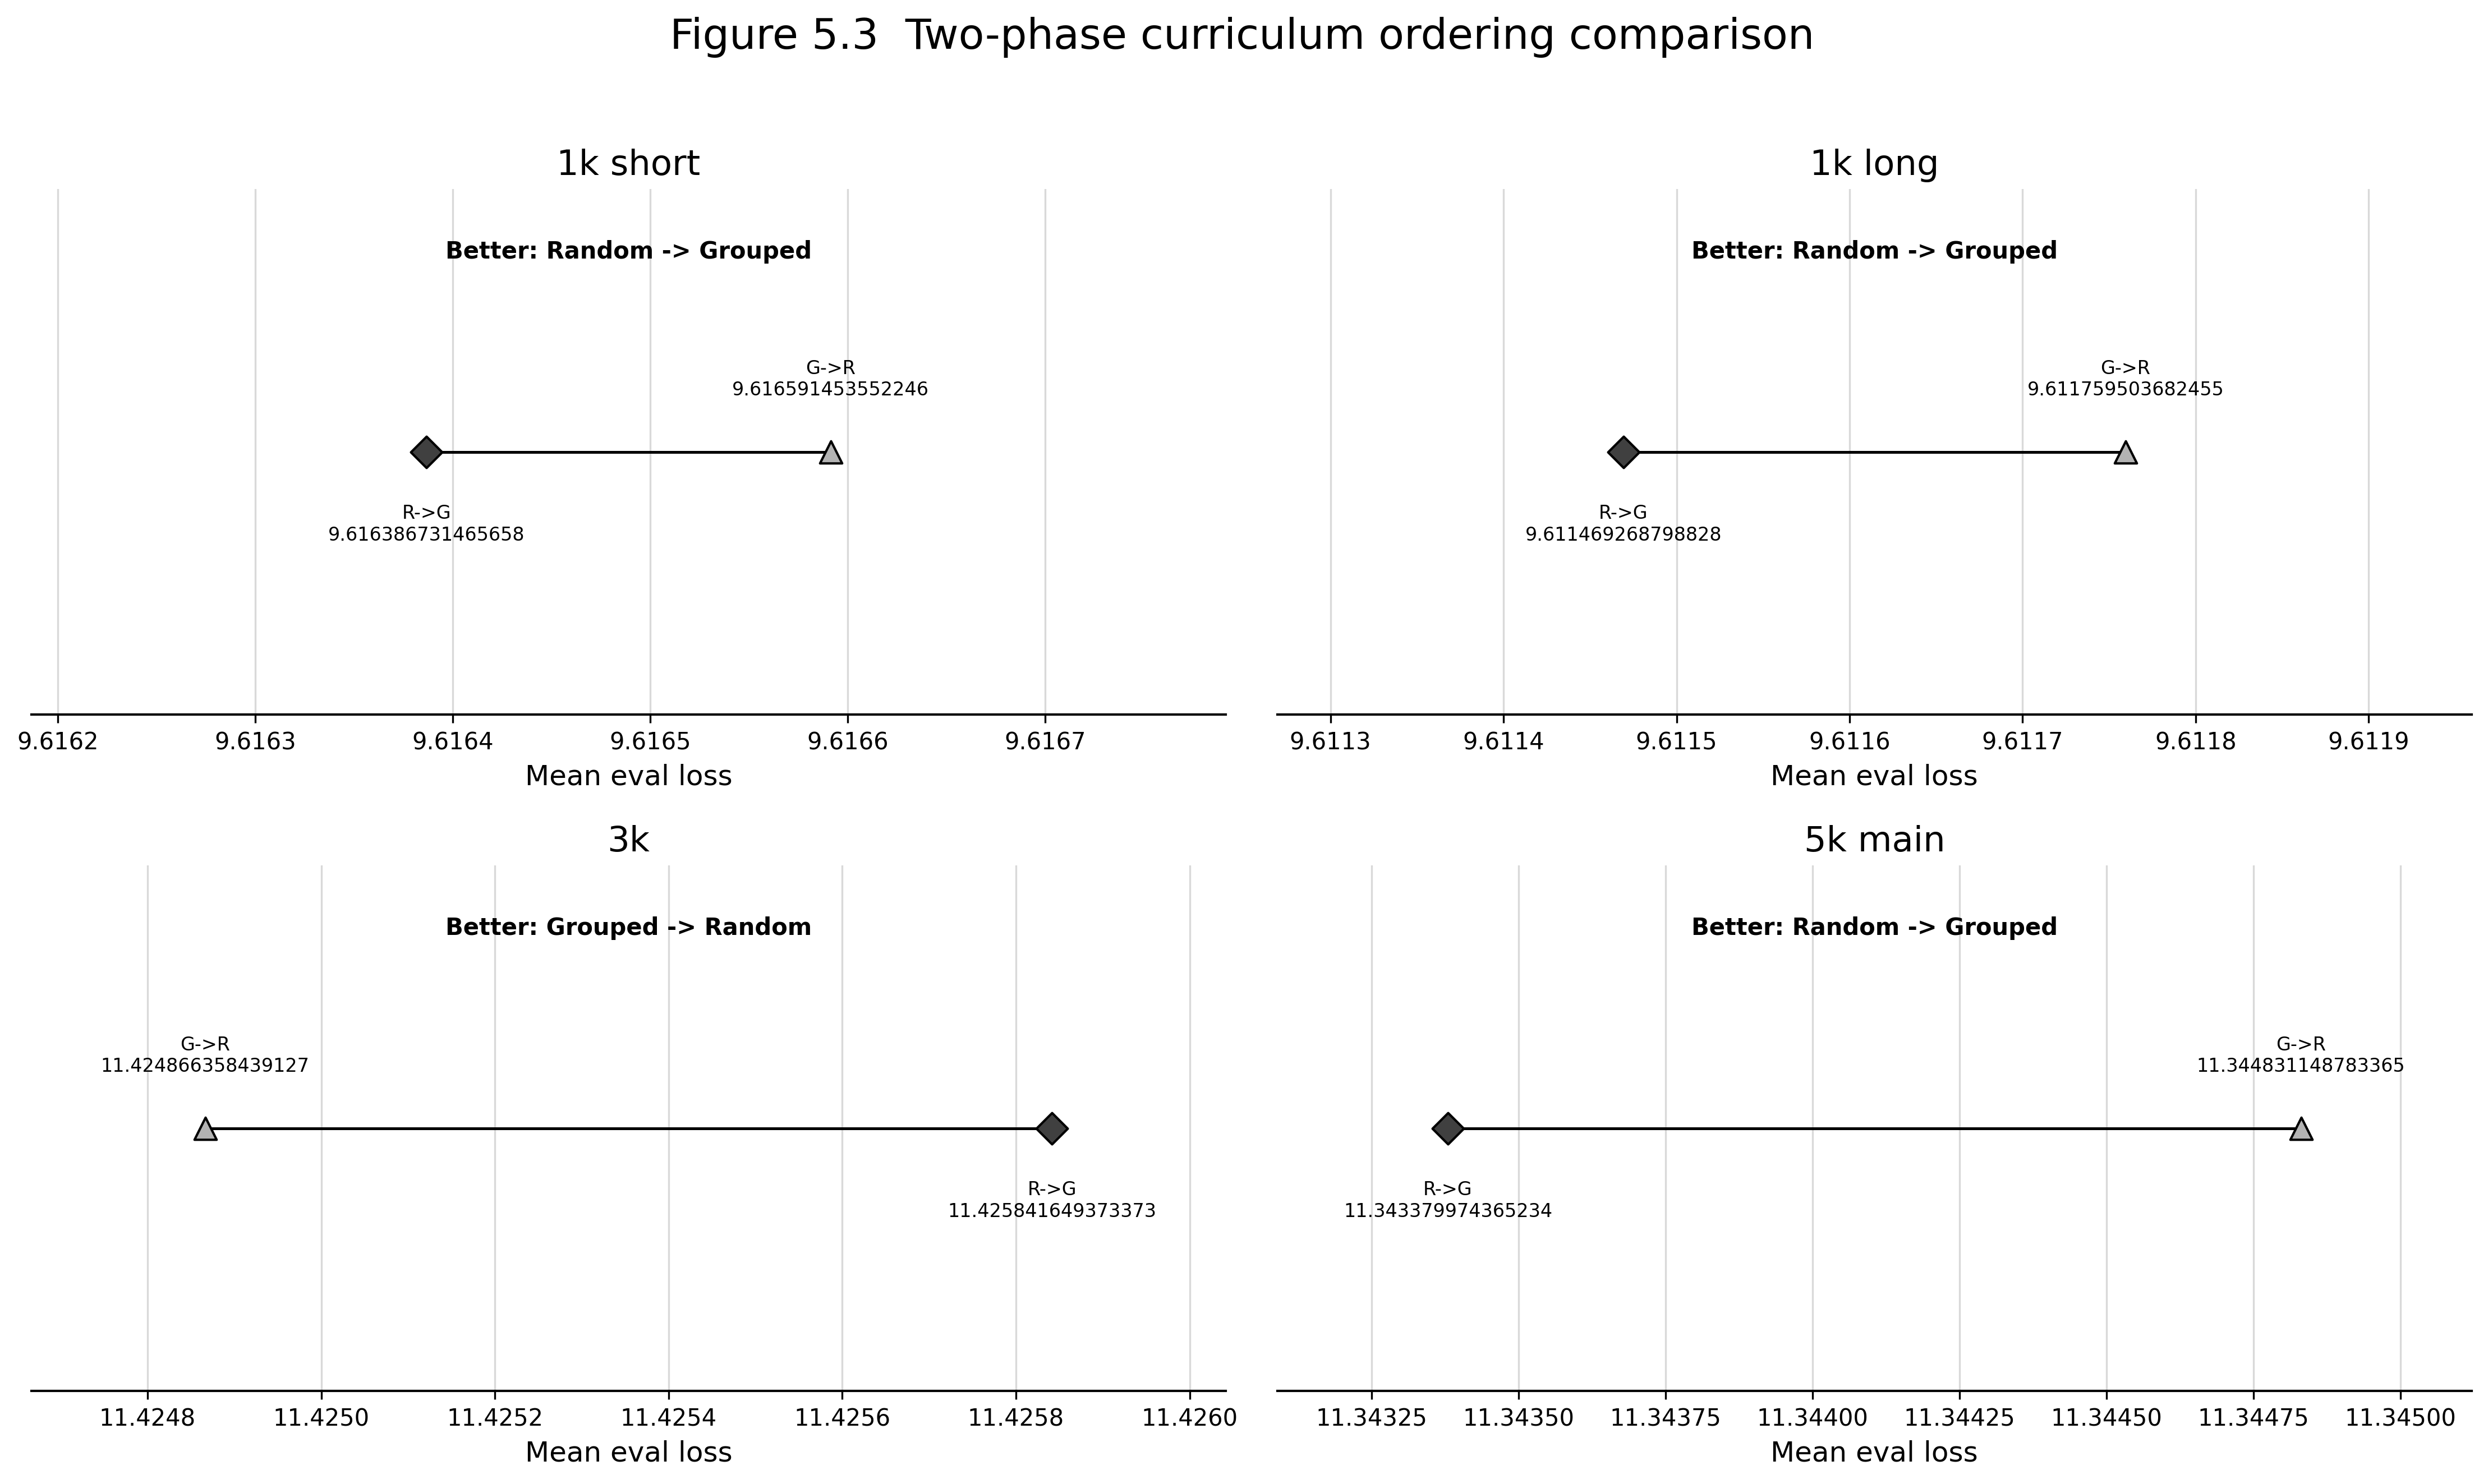 Figure 5.3  Two-phase curriculum ordering comparison
1k short
Better: Random -> Grouped
G->R
9.616591453552246
R->G
9.616386731465658
9.6162 9.6163 9.6164 9.6165 9.6166 9.6167
Mean eval loss
1k long
Better: Random -> Grouped
G->R
9.611759503682455
R->G
9.611469268798828
9.6113 9.6114 9.6115 9.6116 9.6117 9.6118 9.6119
Mean eval loss
3k
Better: Grouped -> Random
G->R
11.424866358439127
R->G
11.425841649373373
11.4248 11.4250 11.4252 11.4254 11.4256 11.4258 11.4260
Mean eval loss
5k main
Better: Random -> Grouped
G->R
11.344831148783365
R->G
11.343379974365234
11.34325 11.34350 11.34375 11.34400 11.34425 11.34450 11.34475 11.34500
Mean eval loss